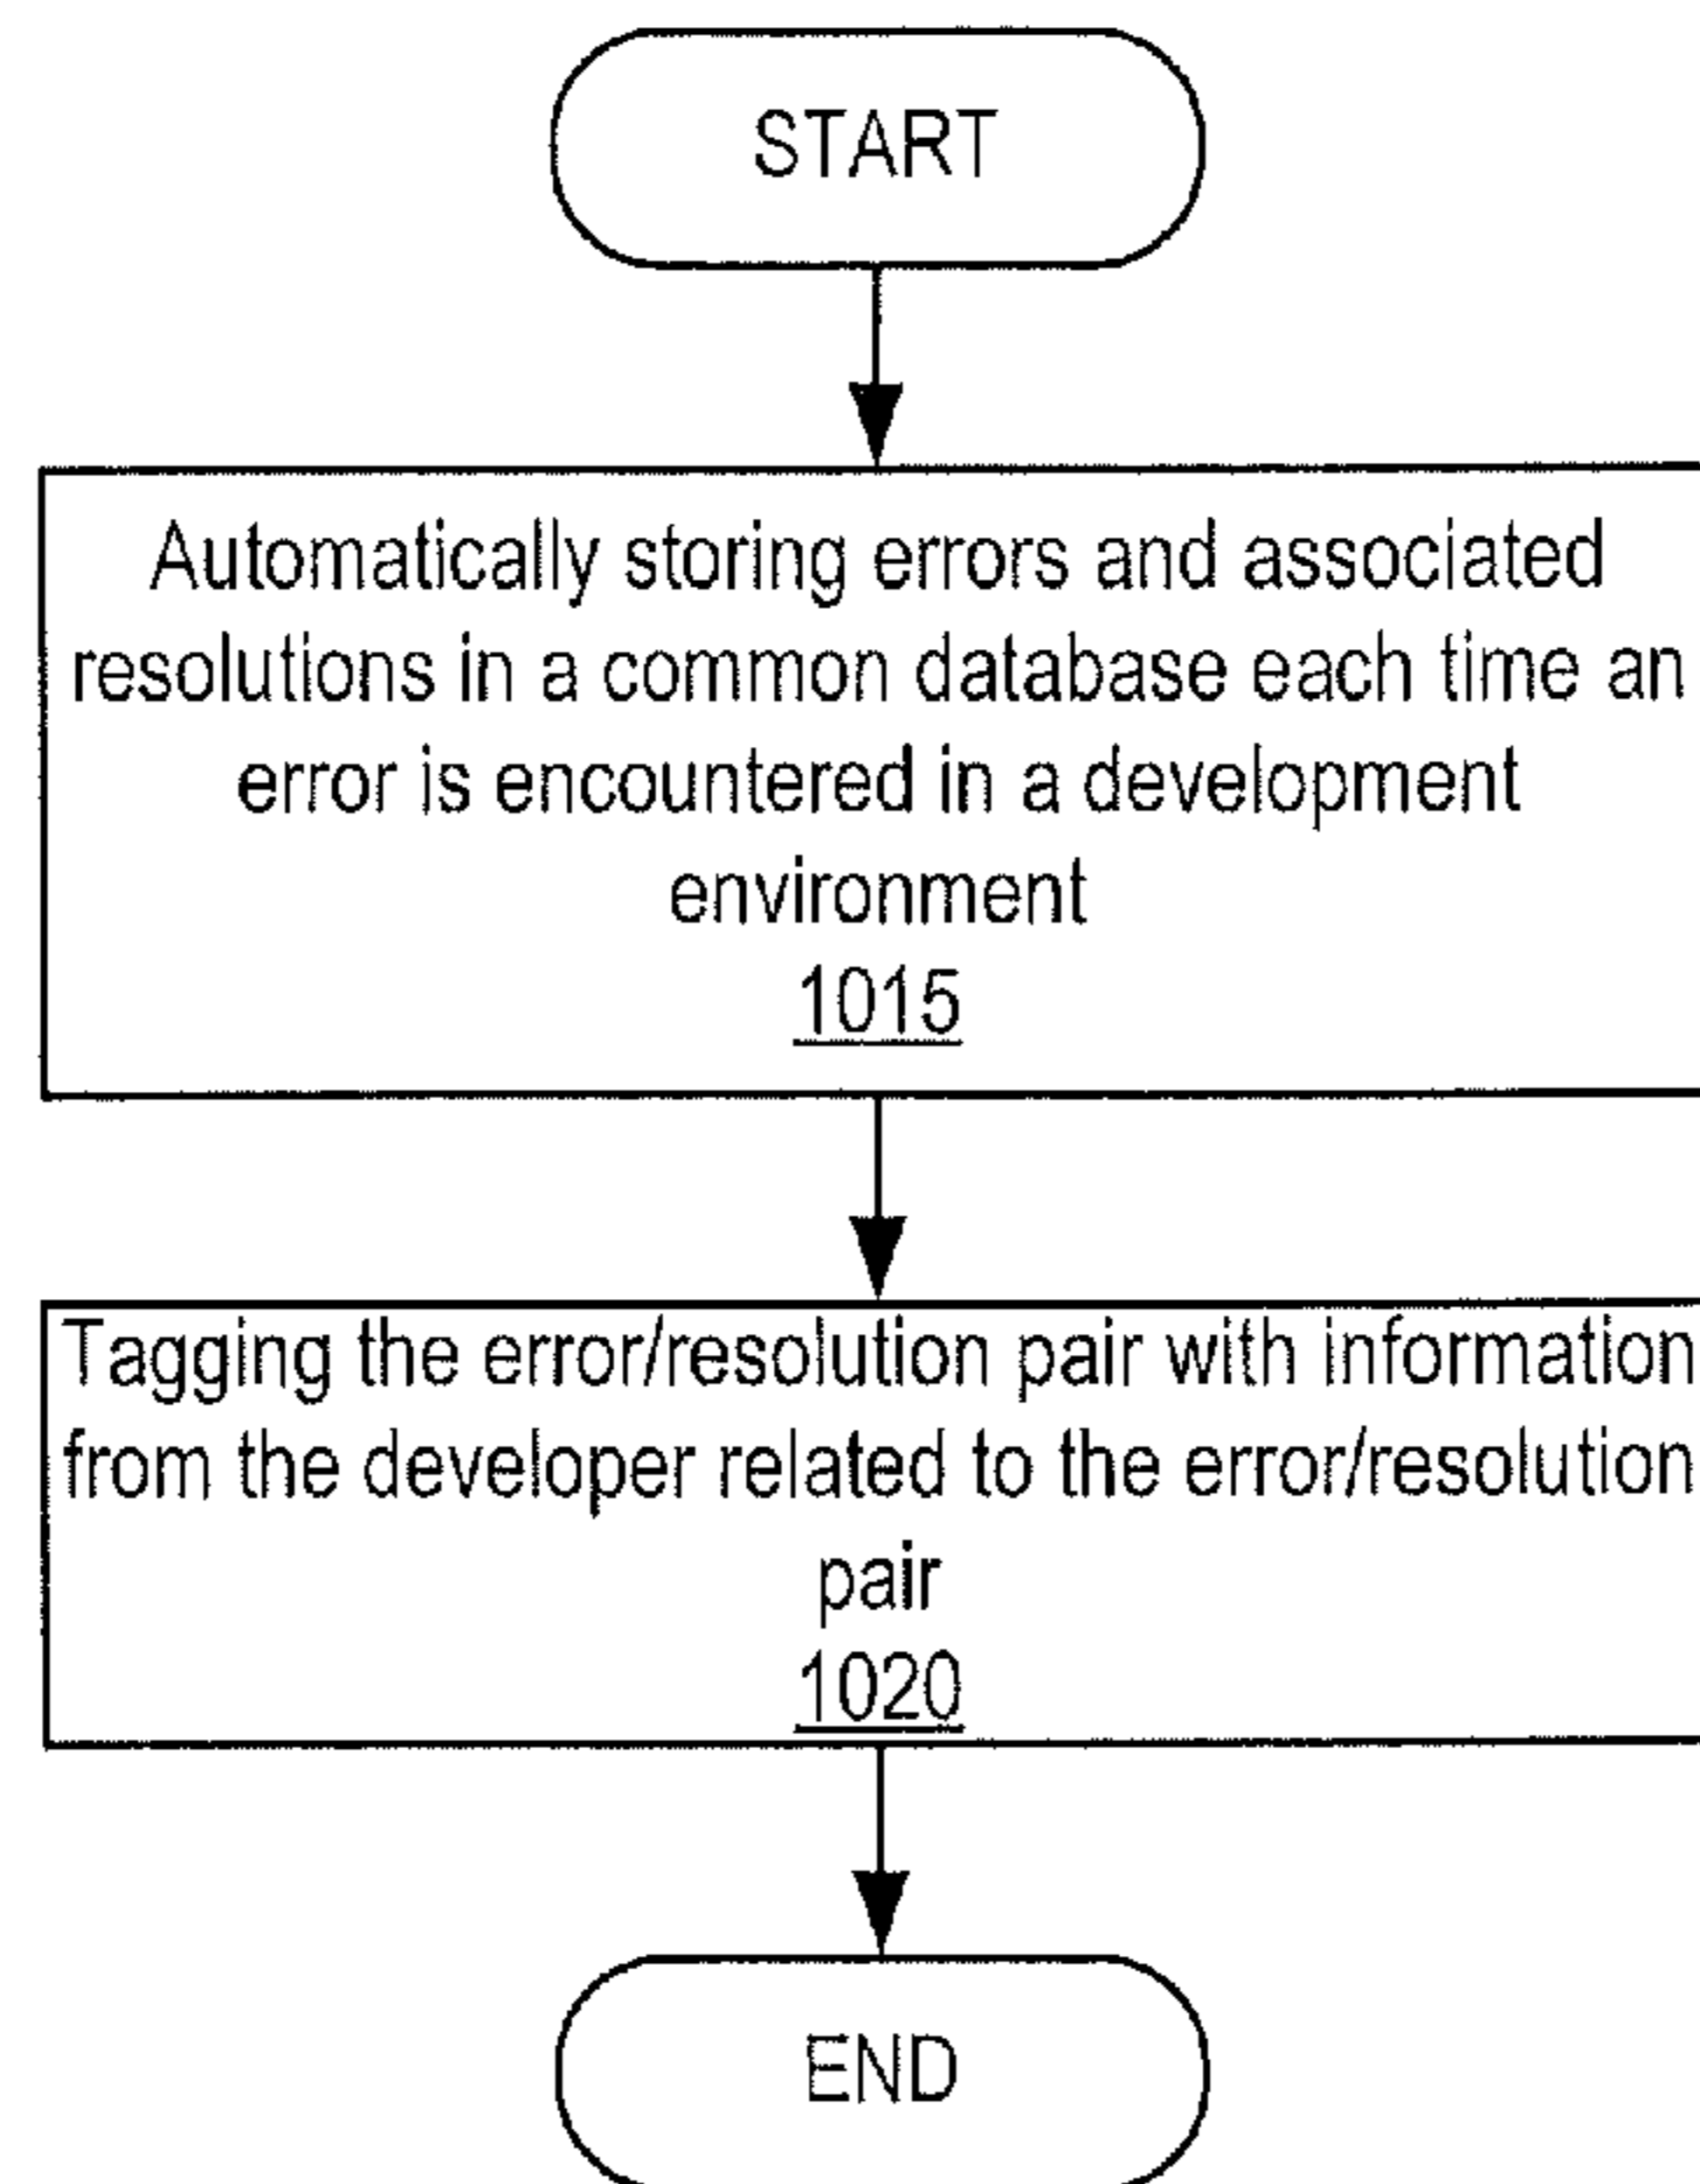 START
Automatically storing errors and associated
resolutions in a common database each time an
error is encountered in a development
environment
1015
Tagging the error/resolution pair with information
from the developer related to the error/resolution
pair
1020
END